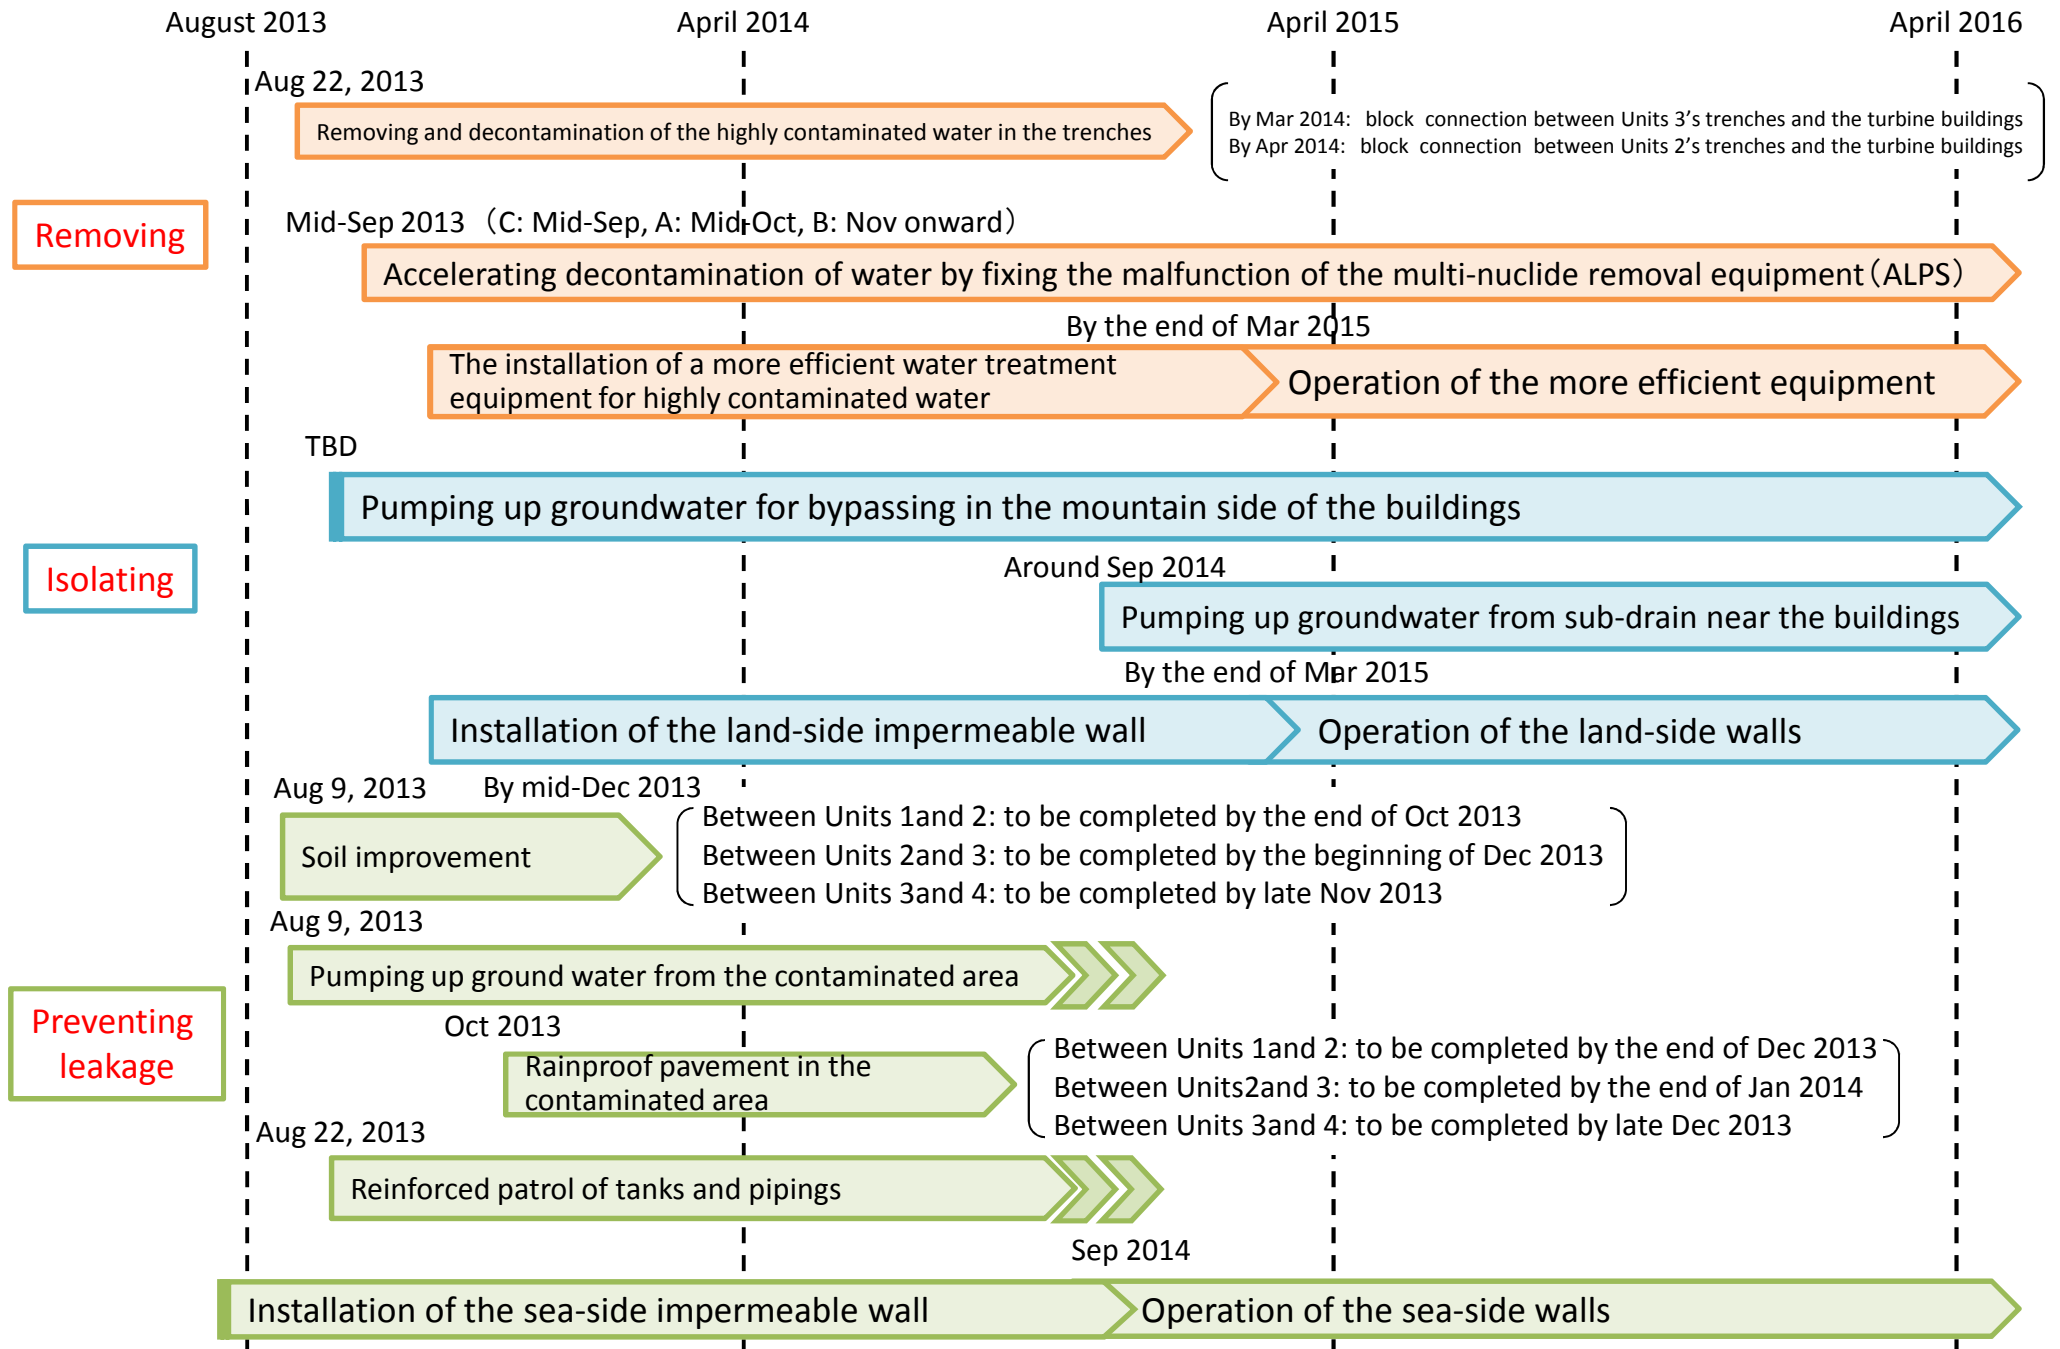 August 2013
April 2014
April 2015
April 2016
Aug 22, 2013
Removing and decontamination of the highly contaminated water in the trenches
By Mar 2014: block connection between Units 3’s trenches and the turbine buildings
By Apr 2014: block connection between Units 2’s trenches and the turbine buildings
Removing
Mid-Sep 2013 （C: Mid-Sep, A: Mid-Oct, B: Nov onward）
Accelerating decontamination of water by fixing the malfunction of the multi-nuclide removal equipment（ALPS）
By the end of Mar 2015
The installation of a more efficient water treatment
equipment for highly contaminated water
Operation of the more efficient equipment
TBD
Pumping up groundwater for bypassing in the mountain side of the buildings
Isolating
Around Sep 2014
Pumping up groundwater from sub-drain near the buildings
By the end of Mar 2015
Installation of the land-side impermeable wall
Operation of the land-side walls
Aug 9, 2013
By mid-Dec 2013
Soil improvement
Between Units 1and 2: to be completed by the end of Oct 2013
Between Units 2and 3: to be completed by the beginning of Dec 2013
Between Units 3and 4: to be completed by late Nov 2013
Aug 9, 2013
Pumping up ground water from the contaminated area
Preventing
leakage
Oct 2013
Rainproof pavement in the
contaminated area
Between Units 1and 2: to be completed by the end of Dec 2013
Between Units2and 3: to be completed by the end of Jan 2014
Between Units 3and 4: to be completed by late Dec 2013
Aug 22, 2013
Reinforced patrol of tanks and pipings
Sep 2014
Installation of the sea-side impermeable wall
Operation of the sea-side walls